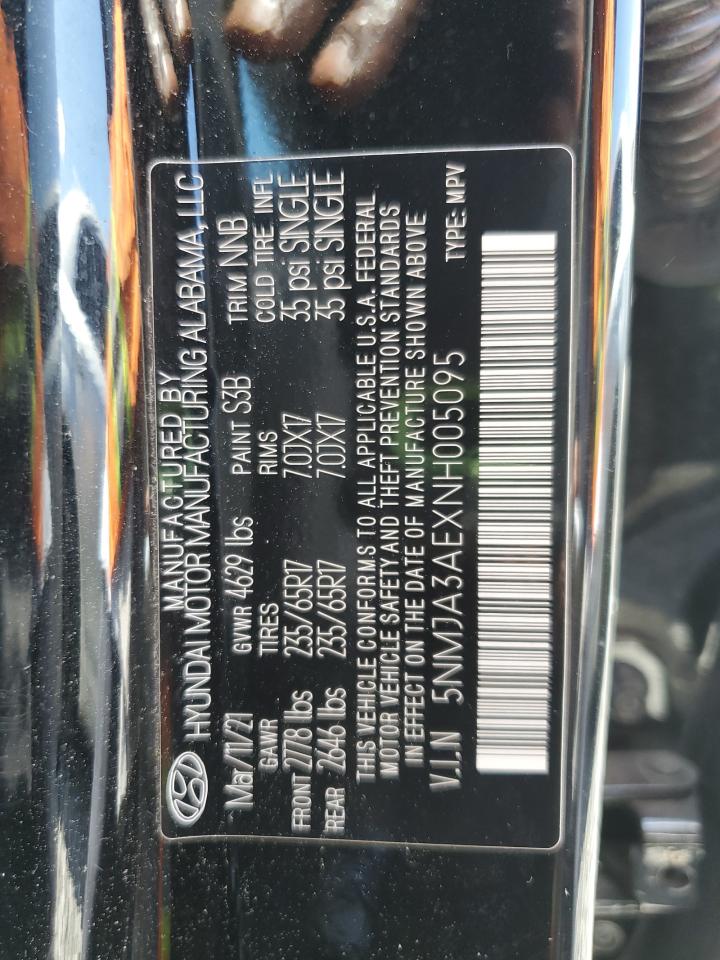 MANUFACTURED BY
HYUNDAI MOTOR MANUFACTURING ALABAMA, LLC
Mar/11/21 GVWR 4629 lbs PAINT S3B TRIM NNB
GAWR TIRES RIMS COLD TIRE INFL
FRONT 2778 lbs 235/65R17 7.0JX17 35 psi SINGLE
REAR 2646 lbs 235/65R17 7.0JX17 35 psi SINGLE
THIS VEHICLE CONFORMS TO ALL APPLICABLE U.S.A. FEDERAL
MOTOR VEHICLE SAFETY AND THEFT PREVENTION STANDARDS
IN EFFECT ON THE DATE OF MANUFACTURE SHOWN ABOVE
V.I.N 5NMJA3AEXNH005095 TYPE: MPV